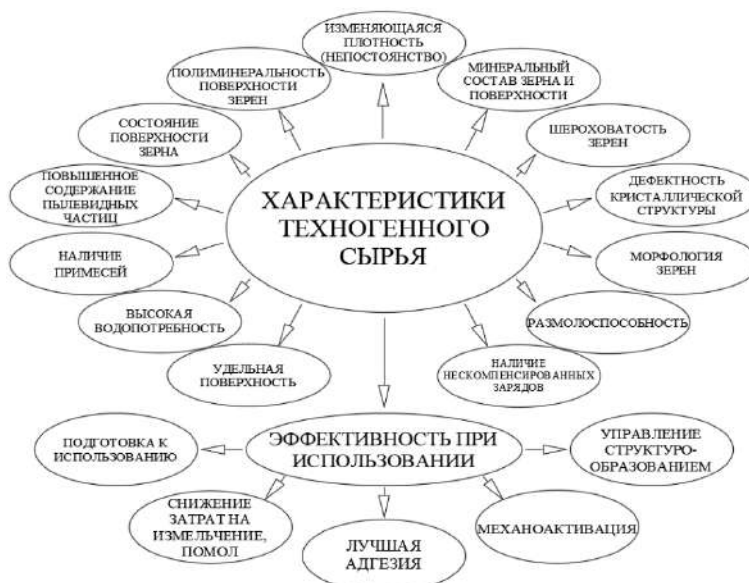 ИЗМЕНЯЮЩАЯСЯ
ПЛОТНОСТЬ
(НЕПОСТОЯНСТВО)
ПОЛИМИНЕРАЛЬНОСТЬ
ПОВЕРХНОСТИ
ЗЕРЕН
МИНЕРАЛЬНЫЙ
СОСТАВ ЗЕРНА И
ПОВЕРХНОСТИ
СОСТОЯНИЕ
ПОВЕРХНОСТИ
ЗЕРНА
ШЕРОХОВАТОСТЬ
ЗЕРЕН
ПОВЫШЕННОЕ
СОДЕРЖАНИЕ
ПЫЛЕВИДНЫХ
ЧАСТИЦ
ХАРАКТЕРИСТИКИ
ТЕХНОГЕННОГО
СЫРЬЯ
ДЕФЕКТНОСТЬ
КРИСТАЛЛИЧЕСКОЙ
СТРУКТУРЫ
НАЛИЧИЕ
ПРИМЕСЕЙ
МОРФОЛОГИЯ
ЗЕРЕН
ВЫСОКАЯ
ВОДОПОТРЕБНОСТЬ
РАЗМОЛОСПОСОБНОСТЬ
УДЕЛЬНАЯ
ПОВЕРХНОСТЬ
НАЛИЧИЕ
НЕСКОМПЕНСИРОВАННЫХ
ЗАРЯДОВ
ПОДГОТОВКА К
ИСПОЛЬЗОВАНИЮ
ЭФФЕКТИВНОСТЬ ПРИ
ИСПОЛЬЗОВАНИИ
УПРАВЛЕНИЕ
СТРУКТУРО-
ОБРАЗОВАНИЕМ
СНИЖЕНИЕ
ЗАТРАТ НА
ИЗМЕЛЬЧЕНИЕ,
ПОМОЛ
ЛУЧШАЯ
АДГЕЗИЯ
МЕХАНОАКТИВАЦИЯ